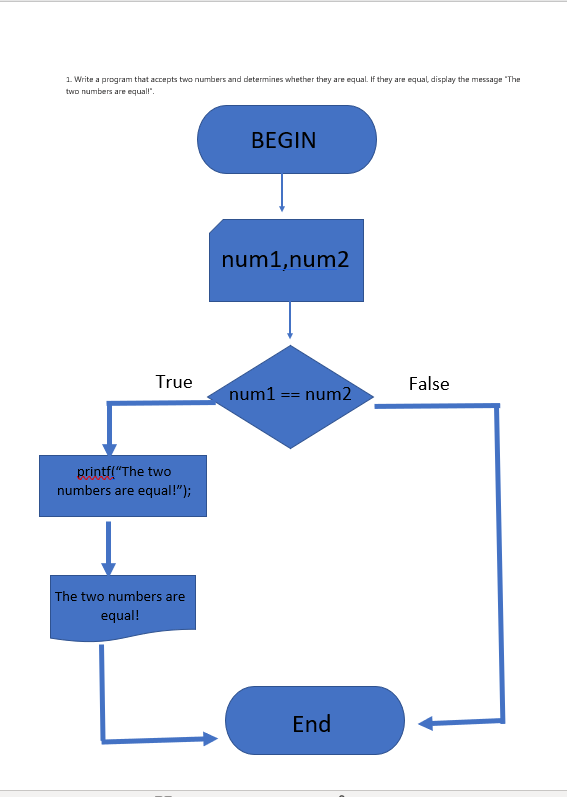 1. Write a program that accepts two numbers and determines whether they are equal. If they are equal, display the message "The
two numbers are equal!".
BEGIN
num1,num2
True
num1 == num2
False
printf(“The two
numbers are equal!”);
The two numbers are
equal!
End